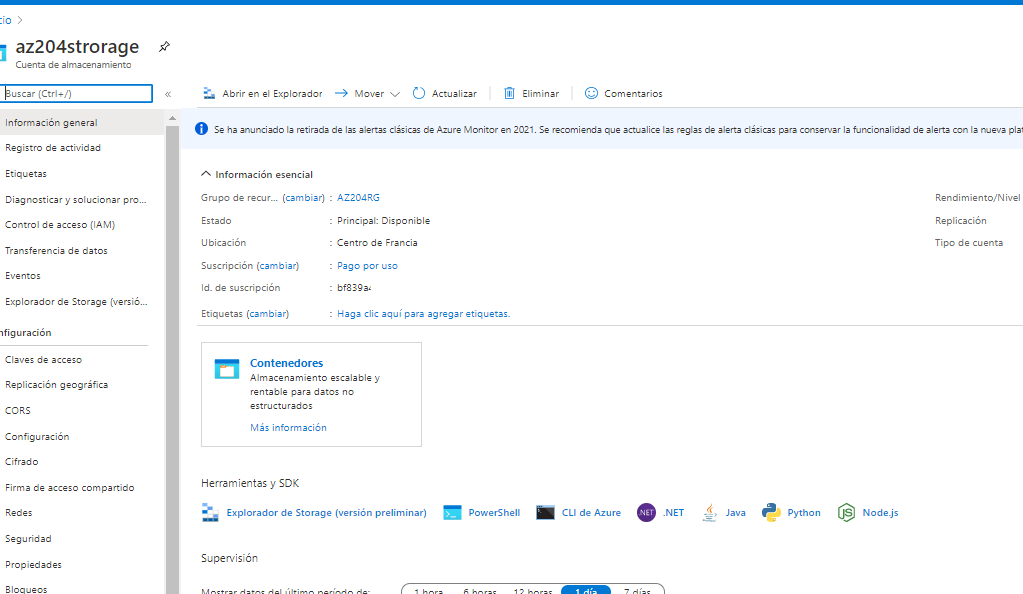 cio >
az204strorage
Cuenta de almacenamiento
Buscar (Ctrl+/)
«
Información general
Registro de actividad
Etiquetas
Diagnosticar y solucionar pro...
Control de acceso (IAM)
Transferencia de datos
Eventos
Explorador de Storage (versió...
nfiguración
Claves de acceso
Replicación geográfica
CORS
Configuración
Cifrado
Firma de acceso compartido
Redes
Seguridad
Propiedades
Bloqueos
Abrir en el Explorador Mover Actualizar Eliminar Comentarios
Se ha anunciado la retirada de las alertas clásicas de Azure Monitor en 2021. Se recomienda que actualice las reglas de alerta clásicas para conservar la funcionalidad de alerta con la nueva plat
Información esencial
Grupo de recur... (cambiar) : AZ204RG
Estado : Principal: Disponible
Ubicación : Centro de Francia
Suscripción (cambiar) : Pago por uso
Id. de suscripción : bf839a4
Etiquetas (cambiar) : Haga clic aquí para agregar etiquetas.
Rendimiento/Nivel
Replicación
Tipo de cuenta
Contenedores
Almacenamiento escalable y
rentable para datos no
estructurados
Más información
Herramientas y SDK
Explorador de Storage (versión preliminar) PowerShell CLI de Azure NET .NET Java Python JS Node.js
Supervisión
Mostrar datos del último período de: 1 hora 6 horas 12 horas 1 día 7 días